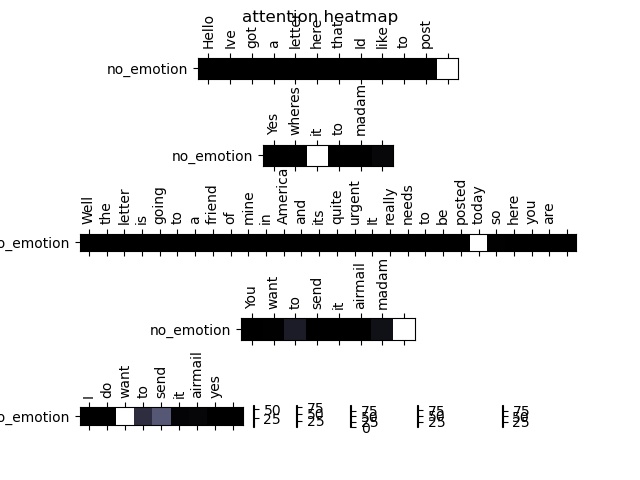 attention heatmap
Hello Ive got a letter here that Id like to post
no_emotion
Yes wheres it to madam
no_emotion
Well the letter is going to a friend of mine in America and its quite urgent It really needs to be posted today so here you are
no_emotion
You want to send it airmail madam
no_emotion
I do want to send it airmail yes
no_emotion
50 25
75 50 25
75 50 25 0
75 50 25
75 50 25